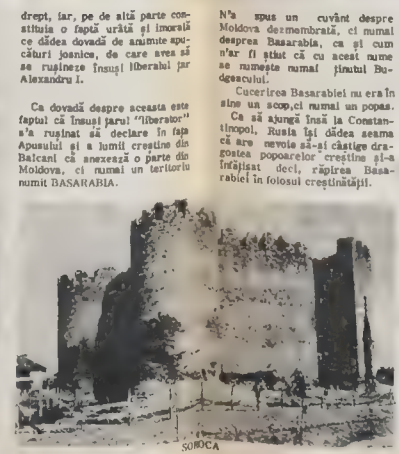 drept, iar, pe de altă parte con-
stituia o faptă urâtă și imorală
ce dădea dovadă de anumite apu-
cături josnice, de care avea să
se rușineze însuși liberalul țar
Alexandru I.
Ca dovadă despre aceasta este
faptul că însuși țarul "liberator"
s'a rușinat să declare în fața
Apusului și a lumii creștine din
Balcani că anexează o parte din
Moldova, ci numai un teritoriu
numit BASARABIA.
N'a spus un cuvânt despre
Moldova dezmembrată, ci numai
despre Basarabia, ca și cum
n'ar fi știut că cu acest nume
se numește numai ținutul Bu-
dgeacului.
Cucerirea Basarabiei nu era în
sine un scop, ci numai un popas.
Ca să ajungă însă la Constan-
tinopol, Rusia își dădea seama
că are nevoie să-și câștige dra-
gostea popoarelor creștine și-a
înfățisat deci, răpirea Basa-
rabiei în folosul creștinătății.
SOROCA